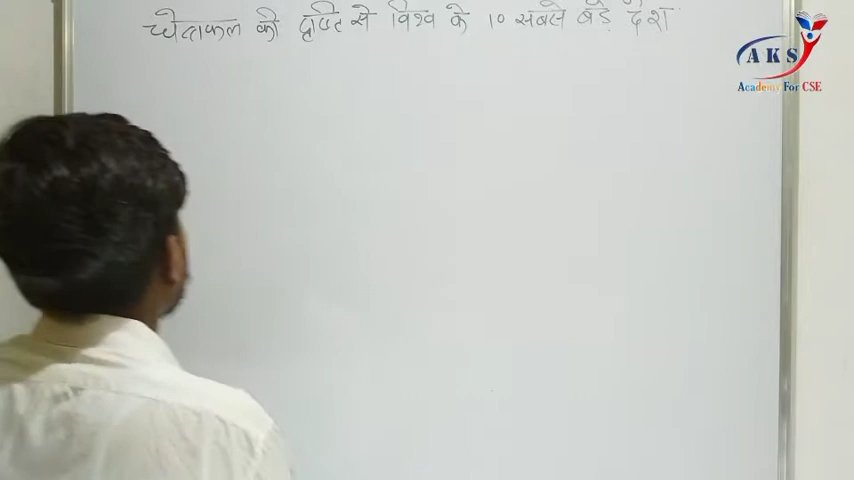 क्षेत्रफल की दृष्टि से विश्व के 10 सबसे बड़े देश
AKS
Academy For CSE